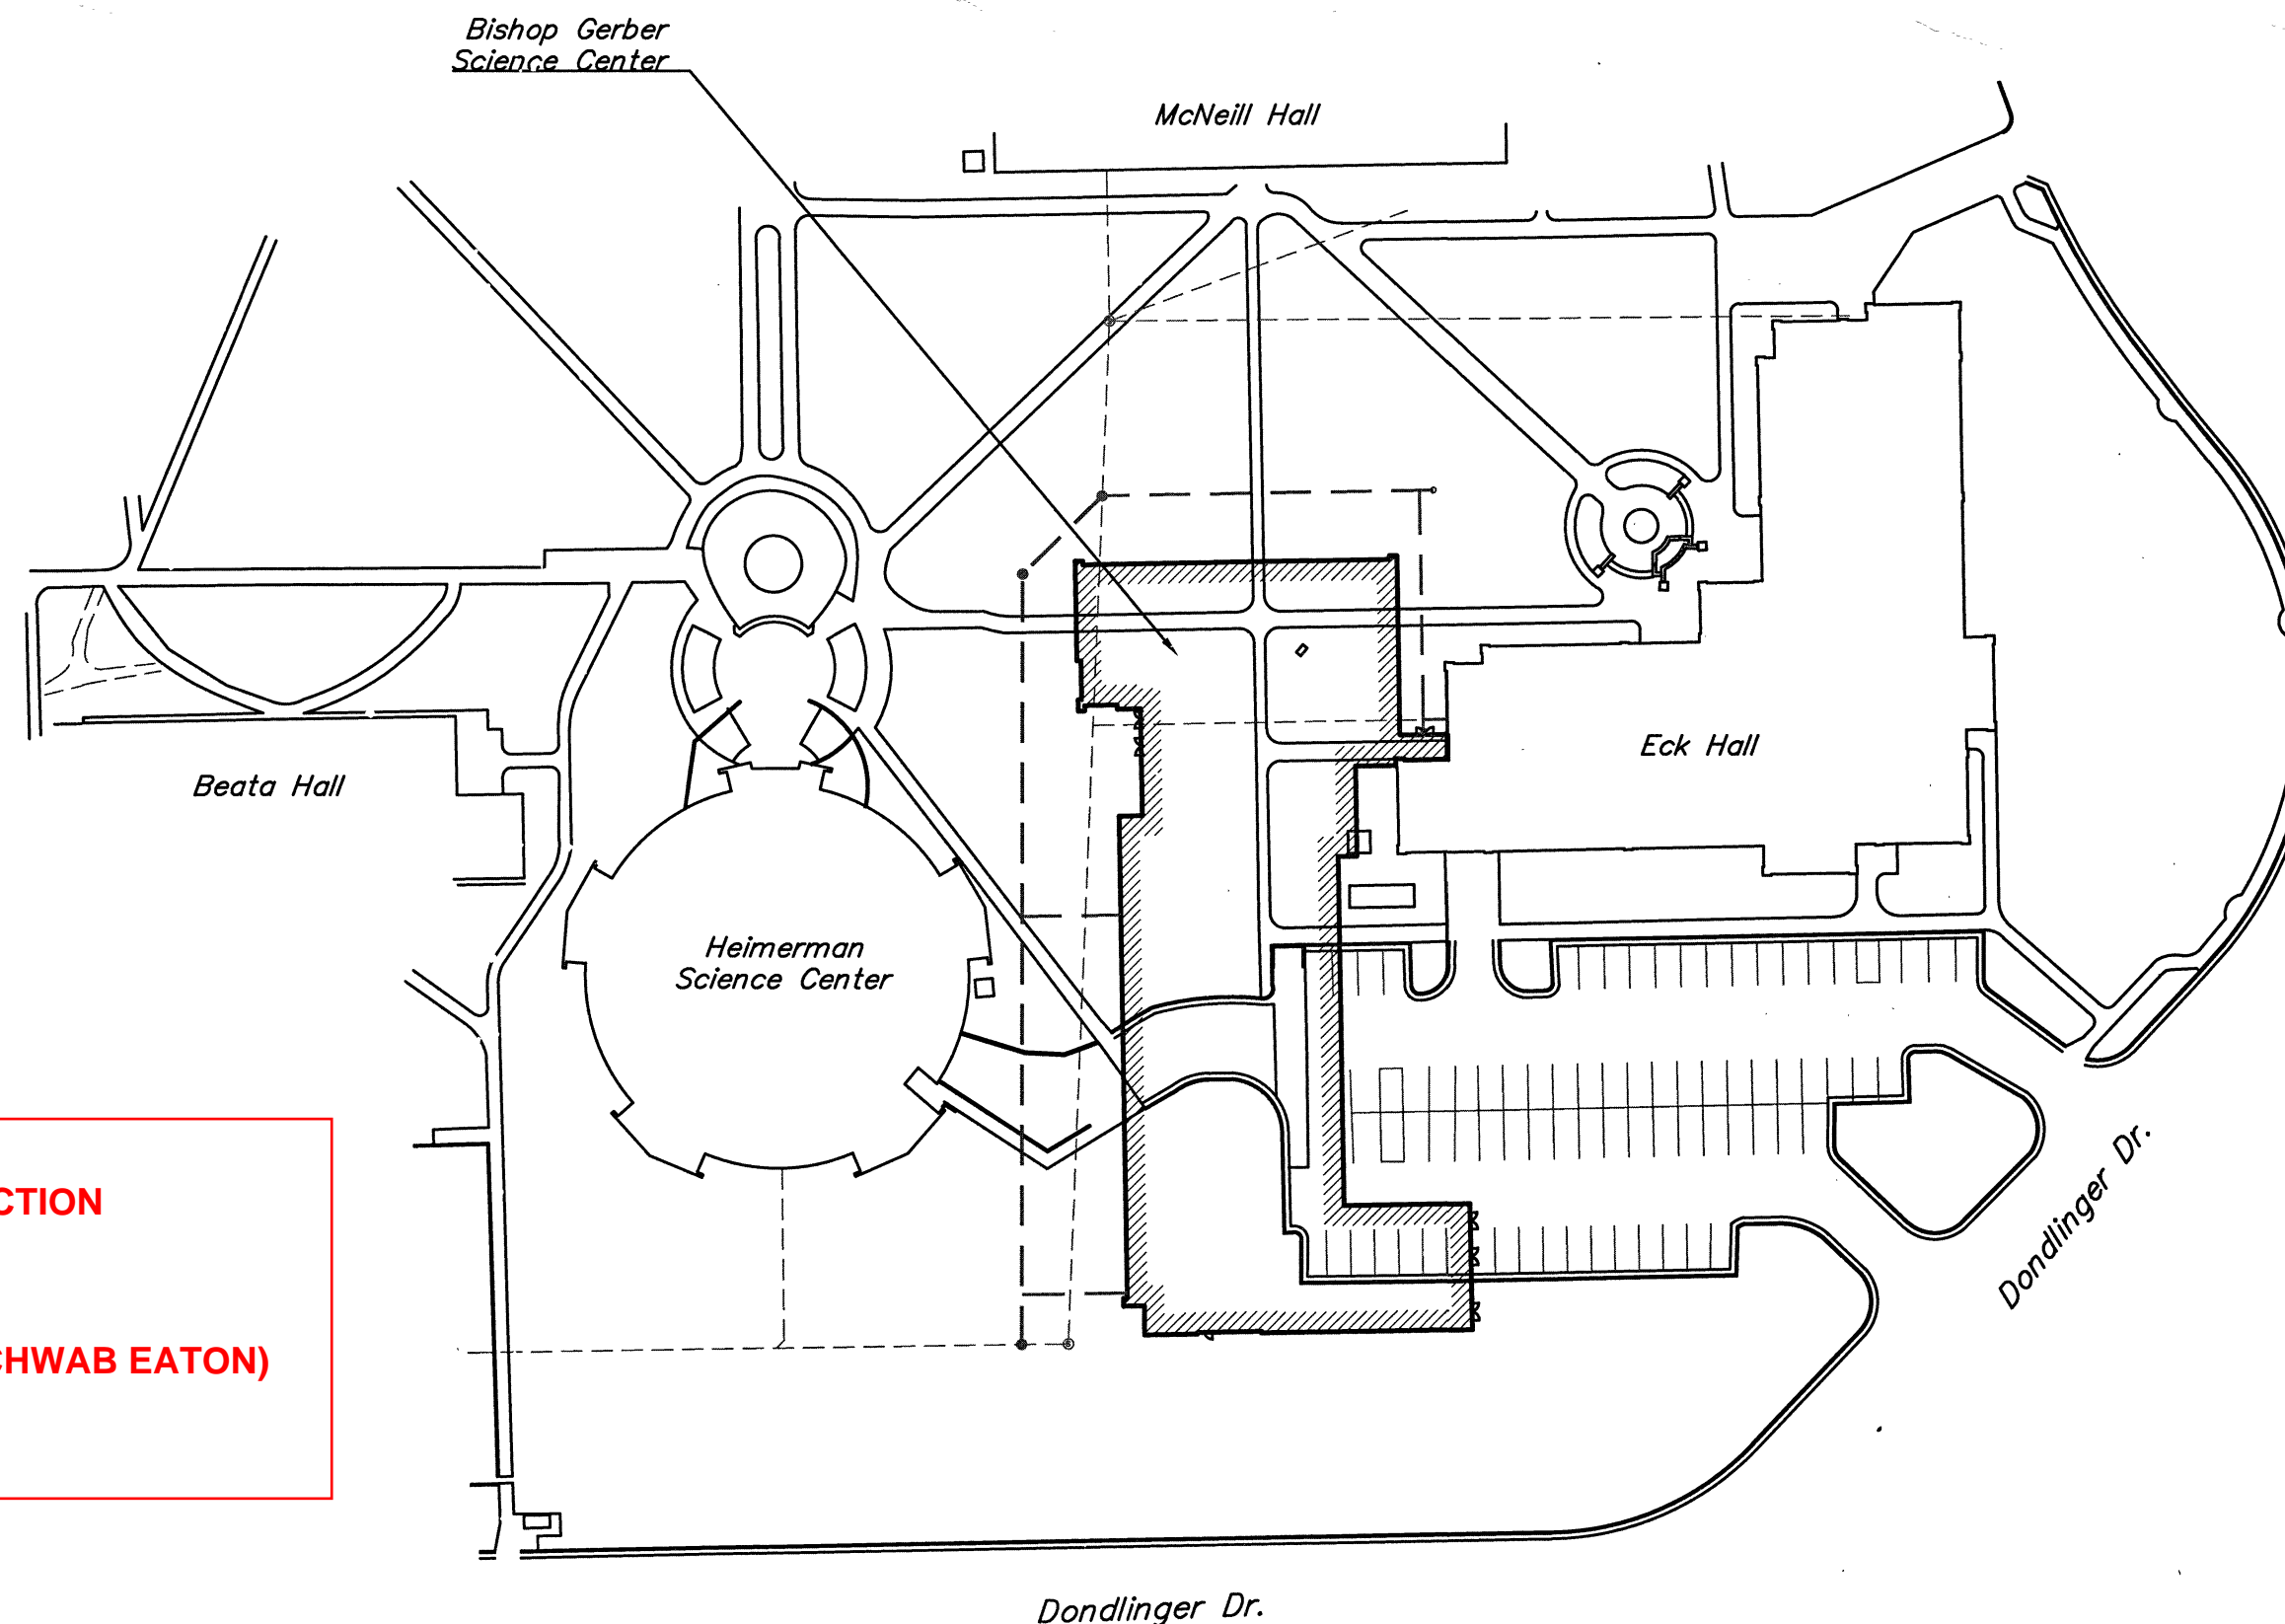 Bishop Gerber
Science Center
McNeill Hall
Eck Hall
Beata Hall
Heimerman
Science Center
CTION
CHWAB EATON)
Dondlinger Dr.
Dondlinger Dr.